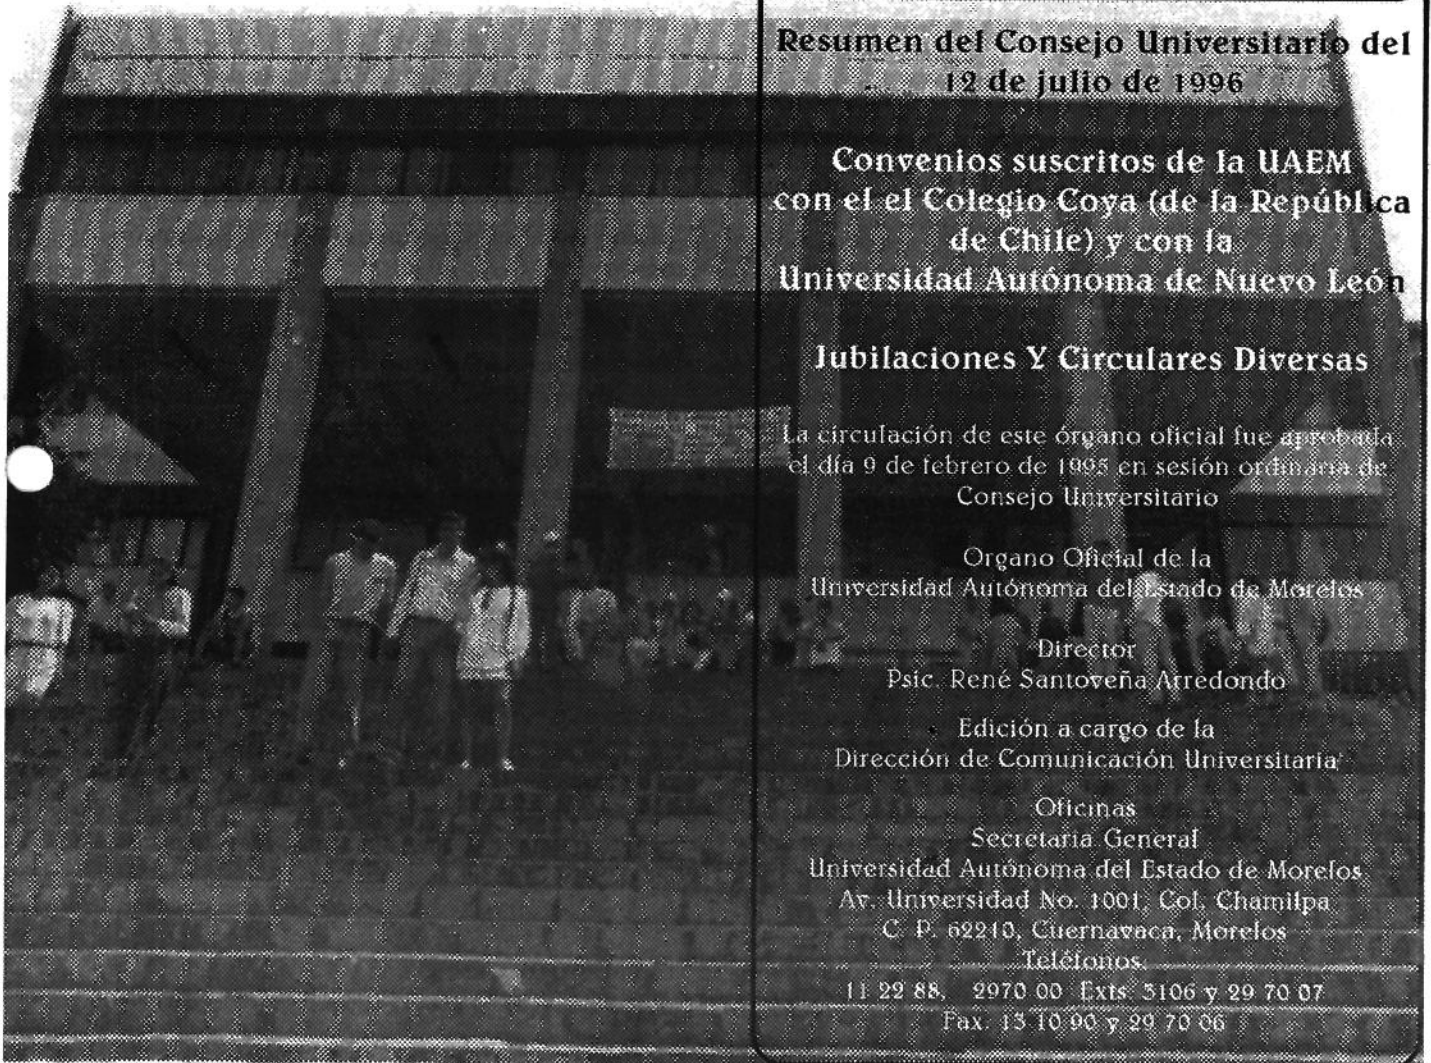 Resumen del Consejo Universitario del
12 de julio de 1996
Convenios suscritos de la UAEM
con el el Colegio Coya (de la República
de Chile) y con la
Universidad Autónoma de Nuevo León
Jubilaciones Y Circulares Diversas
La circulación de este órgano oficial fue aprobada
el día 9 de febrero de 1995 en sesión ordinaria de
Consejo Universitario
Organo Oficial de la
Universidad Autónoma del Estado de Morelos
Director
Psic. René Santoveña Arredondo
Edición a cargo de la
Dirección de Comunicación Universitaria
Oficinas
Secretaria General
Universidad Autónoma del Estado de Morelos
Av. Universidad No. 1001, Col. Chamilpa
C. P. 62210, Cuernavaca, Morelos
Teléfonos
11 22 88, 2970 00 Exts. 3106 y 29 70 07
Fax. 13 10 90 y 29 70 06